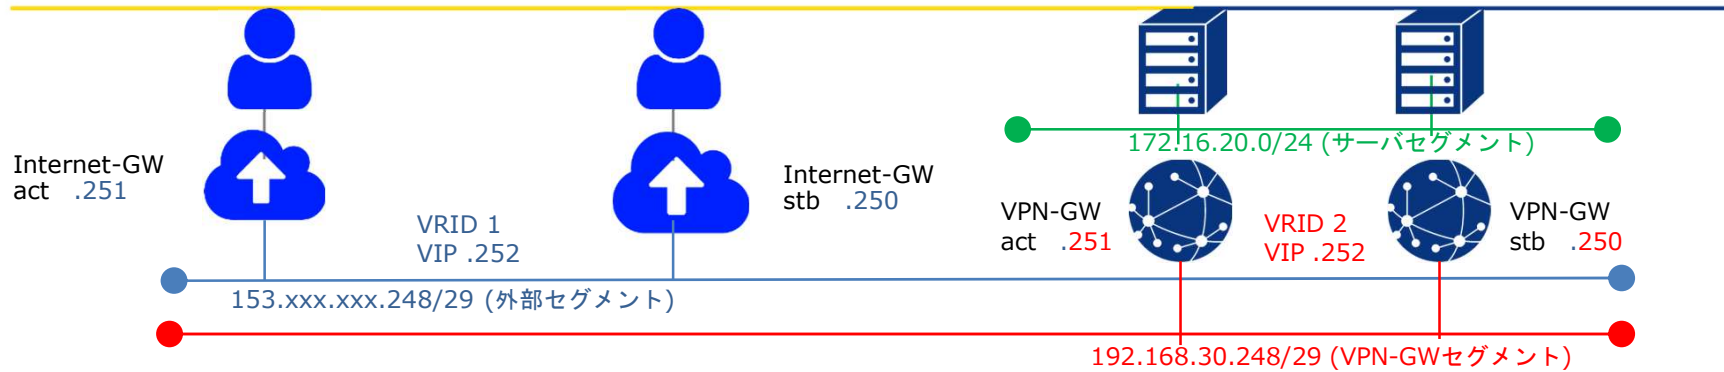 172.16.20.0/24 (サーバセグメント)
Internet-GW
act .251
Internet-GW
stb .250
VRID 1
VIP .252
VPN-GW
act .251
VRID 2
VIP .252
VPN-GW
stb .250
153.xxx.xxx.248/29 (外部セグメント)
192.168.30.248/29 (VPN-GWセグメント)